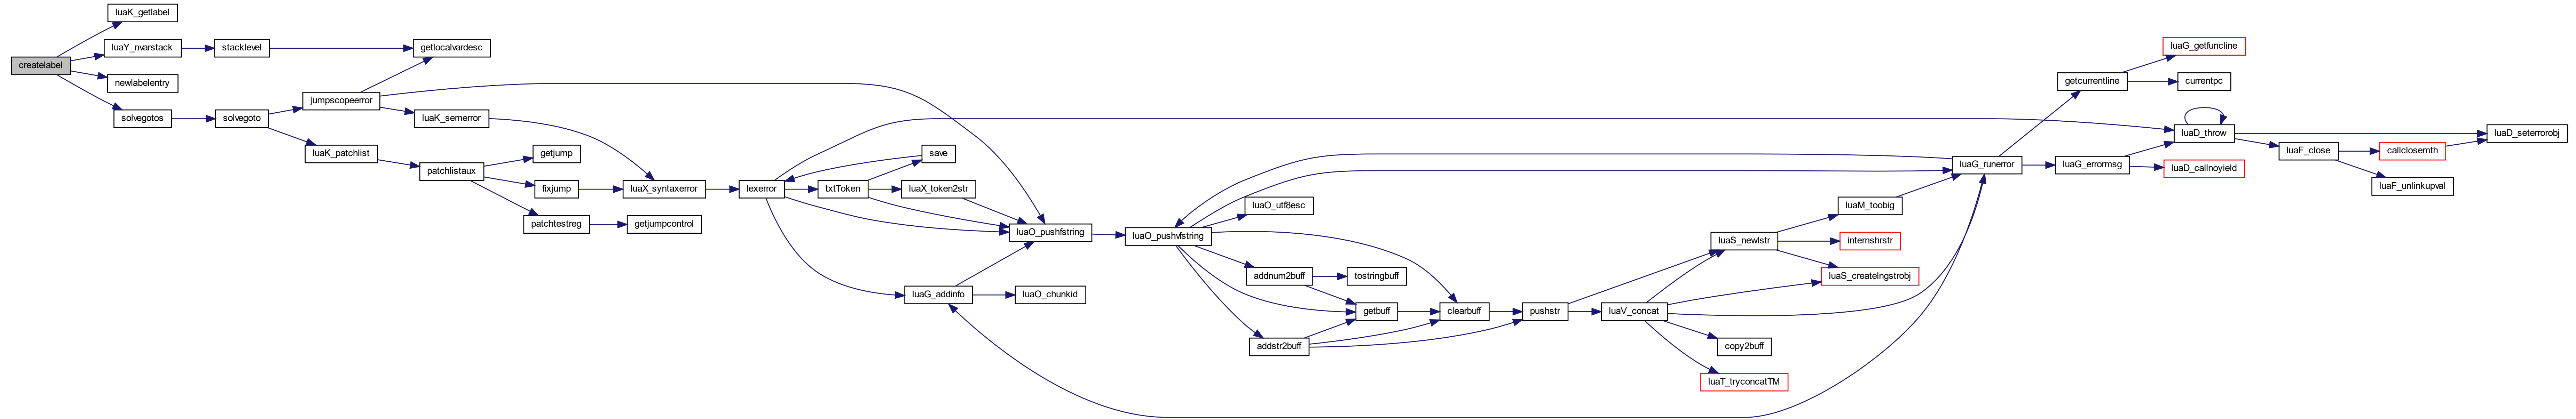 createlabel
luaK_getlabel
luaY_nvarstack
newlabelentry
solvegotos
stacklevel
solvegoto
getlocalvardesc
jumpscopeerror
luaK_semerror
luaK_patchlist
patchlistaux
getjump
fixjump
patchtestreg
getjumpcontrol
luaX_syntaxerror
lexerror
txtToken
save
luaX_token2str
luaG_addinfo
luaO_pushfstring
luaO_chunkid
luaO_pushvfstring
luaO_utf8esc
addnum2buff
addstr2buff
tostringbuff
getbuff
clearbuff
pushstr
luaV_concat
luaS_newlstr
copy2buff
luaT_tryconcatTM
luaM_toobig
internshrstr
luaS_createlngstrobj
luaG_runerror
getcurrentline
luaG_errormsg
luaG_getfuncline
currentpc
luaD_throw
luaD_callnoyield
luaF_close
callclosemth
luaF_unlinkupval
luaD_seterrorobj